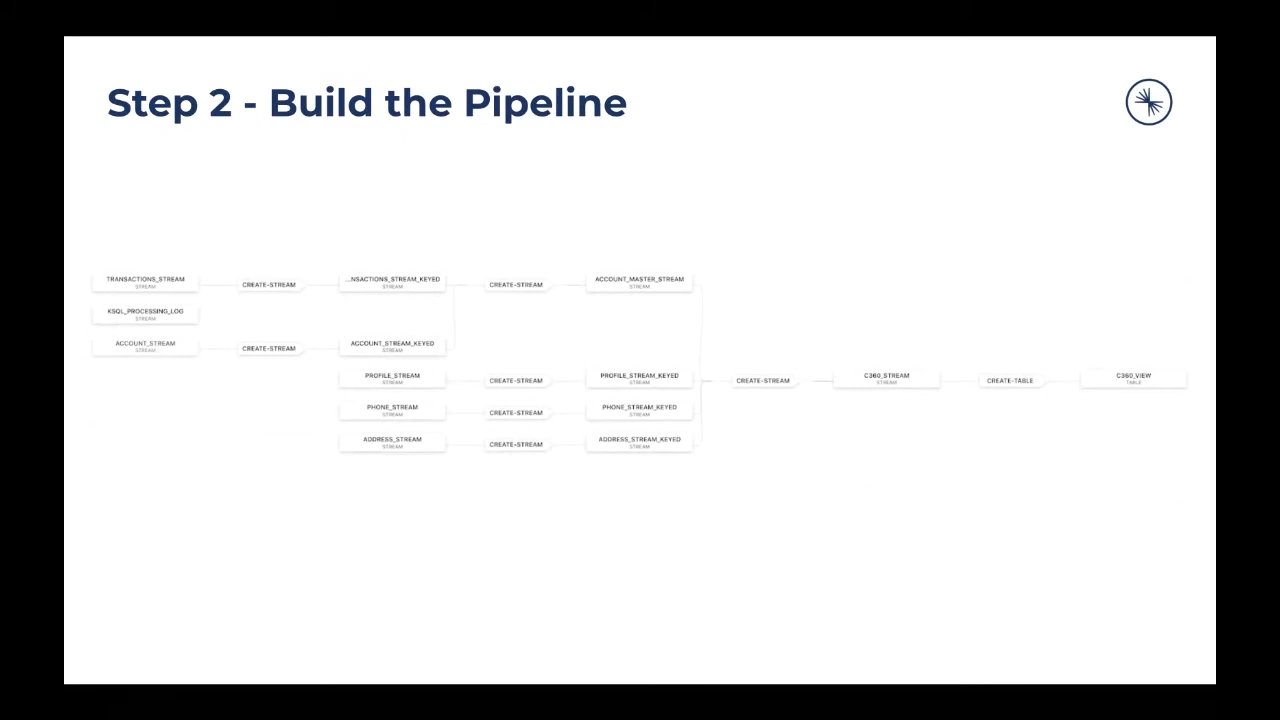 Step 2 - Build the Pipeline
TRANSACTIONS_STREAM
STREAM
CREATE-STREAM
...NSACTIONS_STREAM_KEYED
STREAM
CREATE-STREAM
ACCOUNT_MASTER_STREAM
STREAM
KSQL_PROCESSING_LOG
STREAM
ACCOUNT_STREAM
STREAM
CREATE-STREAM
ACCOUNT_STREAM_KEYED
STREAM
PROFILE_STREAM
STREAM
CREATE-STREAM
PROFILE_STREAM_KEYED
STREAM
CREATE-STREAM
C360_STREAM
STREAM
CREATE-TABLE
C360_VIEW
TABLE
PHONE_STREAM
STREAM
CREATE-STREAM
PHONE_STREAM_KEYED
STREAM
ADDRESS_STREAM
STREAM
CREATE-STREAM
ADDRESS_STREAM_KEYED
STREAM